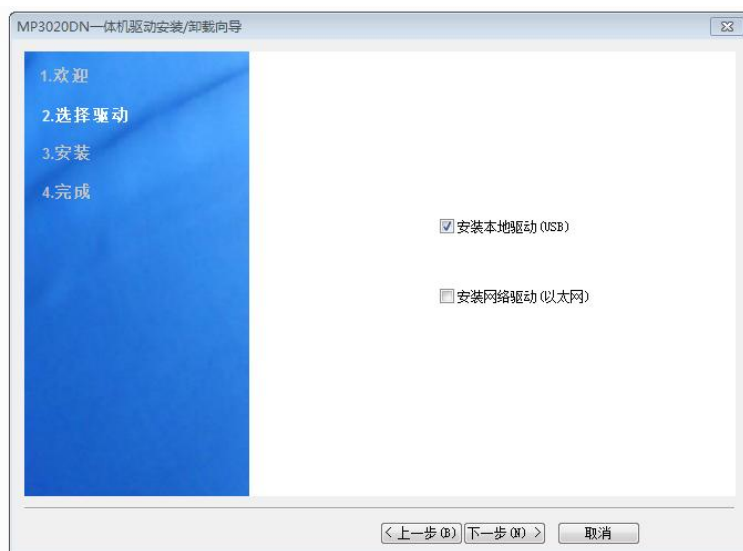 MP3020DN一体机驱动安装/卸载向导
1.欢迎
2.选择驱动
3.安装
4.完成
安装本地驱动(USB)
安装网络驱动(以太网)
< 上一步(B) 下一步(N) > 取消